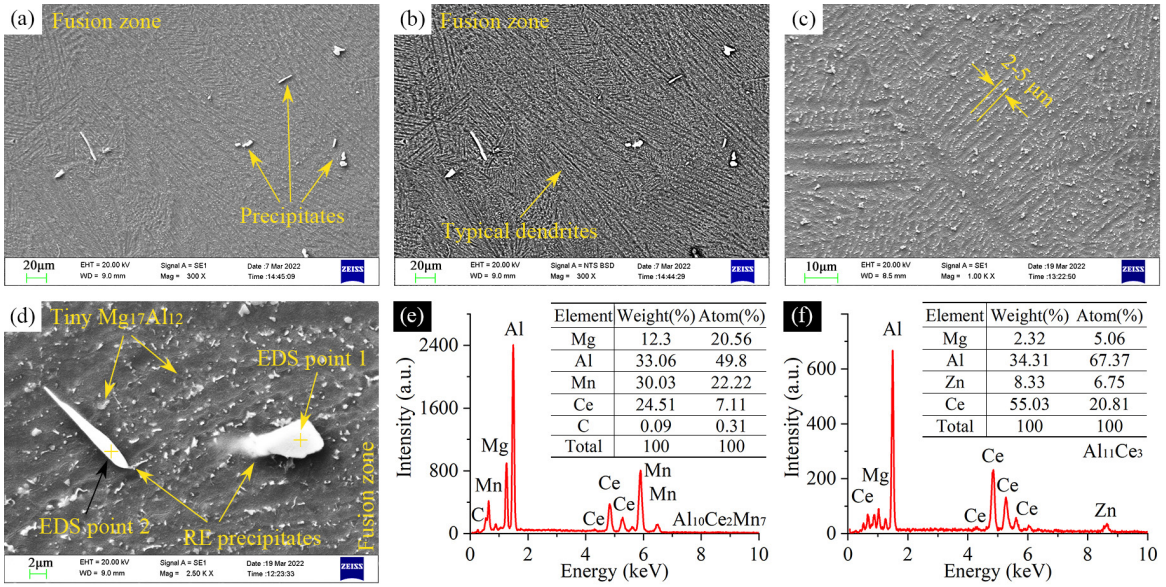 (a) Fusion zone
Precipitates
20μm
EHT = 20.00 kV Signal A = SE1 Date :7 Mar 2022
WD = 9.0 mm Mag = 300 X Time :14:45:09
ZEISS
(b)
Typical dendrites
20μm
EHT = 20.00 kV Signal A = NTS BSD Date :7 Mar 2022
WD = 9.0 mm Mag = 300 X Time :14:44:29
ZEISS
(c)
2-5 μm
10μm
EHT = 20.00 kV Signal A = SE1 Date :19 Mar 2022
WD = 8.5 mm Mag = 1.00 K X Time :13:22:50
ZEISS
(d) Tiny Mg₁₇Al₁₂
EDS point 1
EDS point 2
RE precipitates
Fusion zone
2μm
EHT = 20.00 kV Signal A = SE1 Date :19 Mar 2022
WD = 9.0 mm Mag = 2.50 K X Time :12:23:33
ZEISS
(e)
Intensity (a.u.)
2400
1600
800
0
Al
Mg
Mn
C
Element Weight(%) Atom(%)
Mg 12.3 20.56
Al 33.06 49.8
Mn 30.03 22.22
Ce 24.51 7.11
C 0.09 0.31
Total 100 100
Ce
Ce
Ce
Mn
Mn
Al₁₀Ce₂Mn₇
0 2 4 6 8 10
Energy (keV)
(f)
Intensity (a.u.)
600
400
200
0
Al
Mg
Ce
Element Weight(%) Atom(%)
Mg 2.32 5.06
Al 34.31 67.37
Zn 8.33 6.75
Ce 55.03 20.81
Total 100 100
Al₁₁Ce₃
Ce
Ce
Ce
Ce
Ce
Zn
0 2 4 6 8 10
Energy (keV)